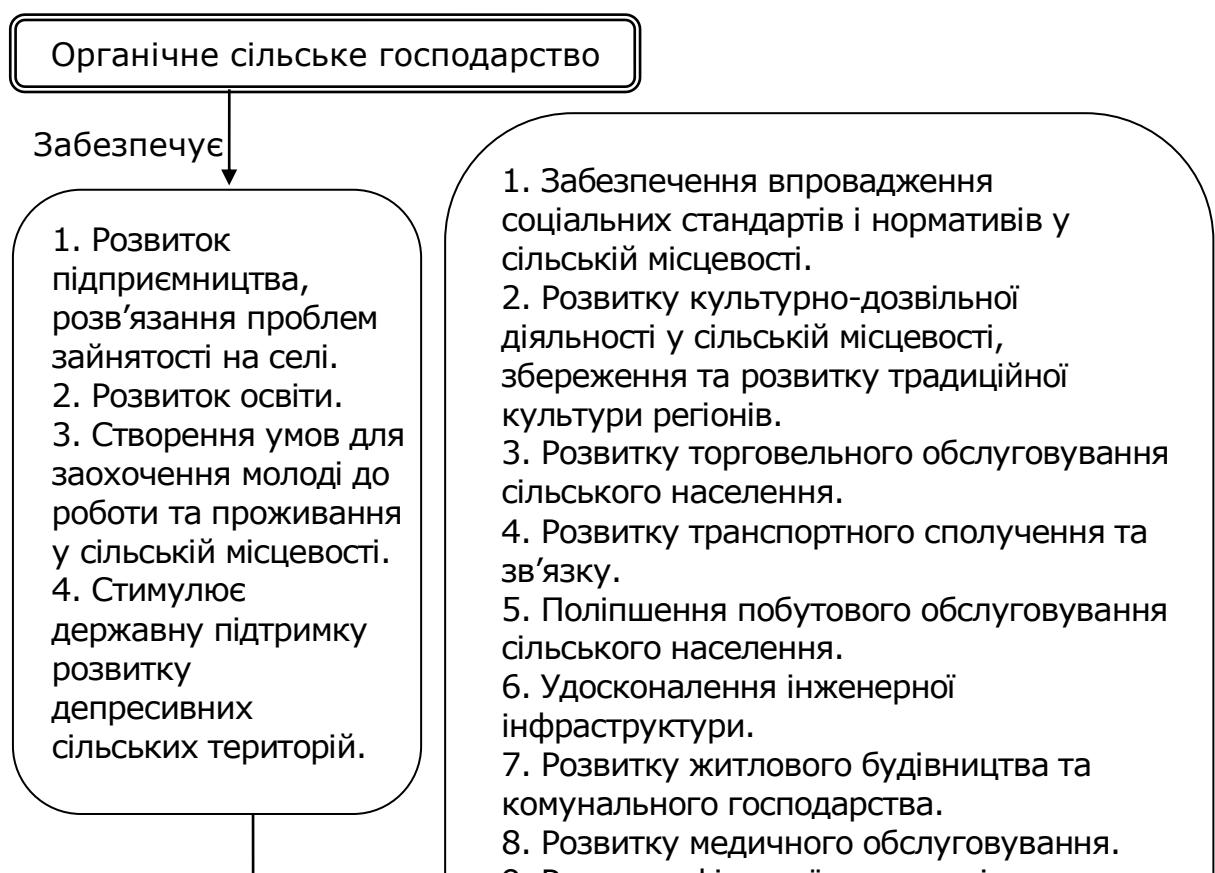 Органічне сільське господарство
Забезпечує
1. Розвиток
підприємництва,
розв’язання проблем
зайнятості на селі.
2. Розвиток освіти.
3. Створення умов для
заохочення молоді до
роботи та проживання
у сільській місцевості.
4. Стимулює
державну підтримку
розвитку
депресивних
сільських територій.
1. Забезпечення впровадження
соціальних стандартів і нормативів у
сільській місцевості.
2. Розвитку культурно-дозвільної
діяльності у сільській місцевості,
збереження та розвитку традиційної
культури регіонів.
3. Розвитку торговельного обслуговування
сільського населення.
4. Розвитку транспортного сполучення та
зв’язку.
5. Поліпшення побутового обслуговування
сільського населення.
6. Удосконалення інженерної
інфраструктури.
7. Розвитку житлового будівництва та
комунального господарства.
8. Розвитку медичного обслуговування.